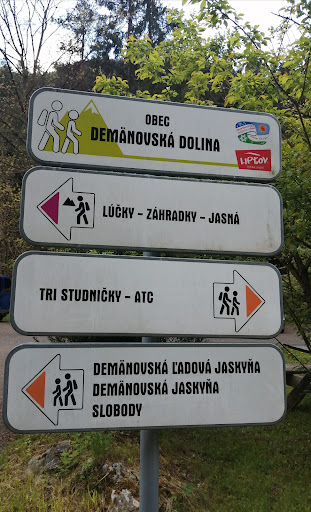 OBEC
DEMÄNOVSKÁ DOLINA
LIPTOV
LÚČKY - ZÁHRADKY - JASNÁ
TRI STUDNIČKY - ATC
DEMÄNOVSKÁ ĽADOVÁ JASKYŇA
DEMÄNOVSKÁ JASKYŇA
SLOBODY